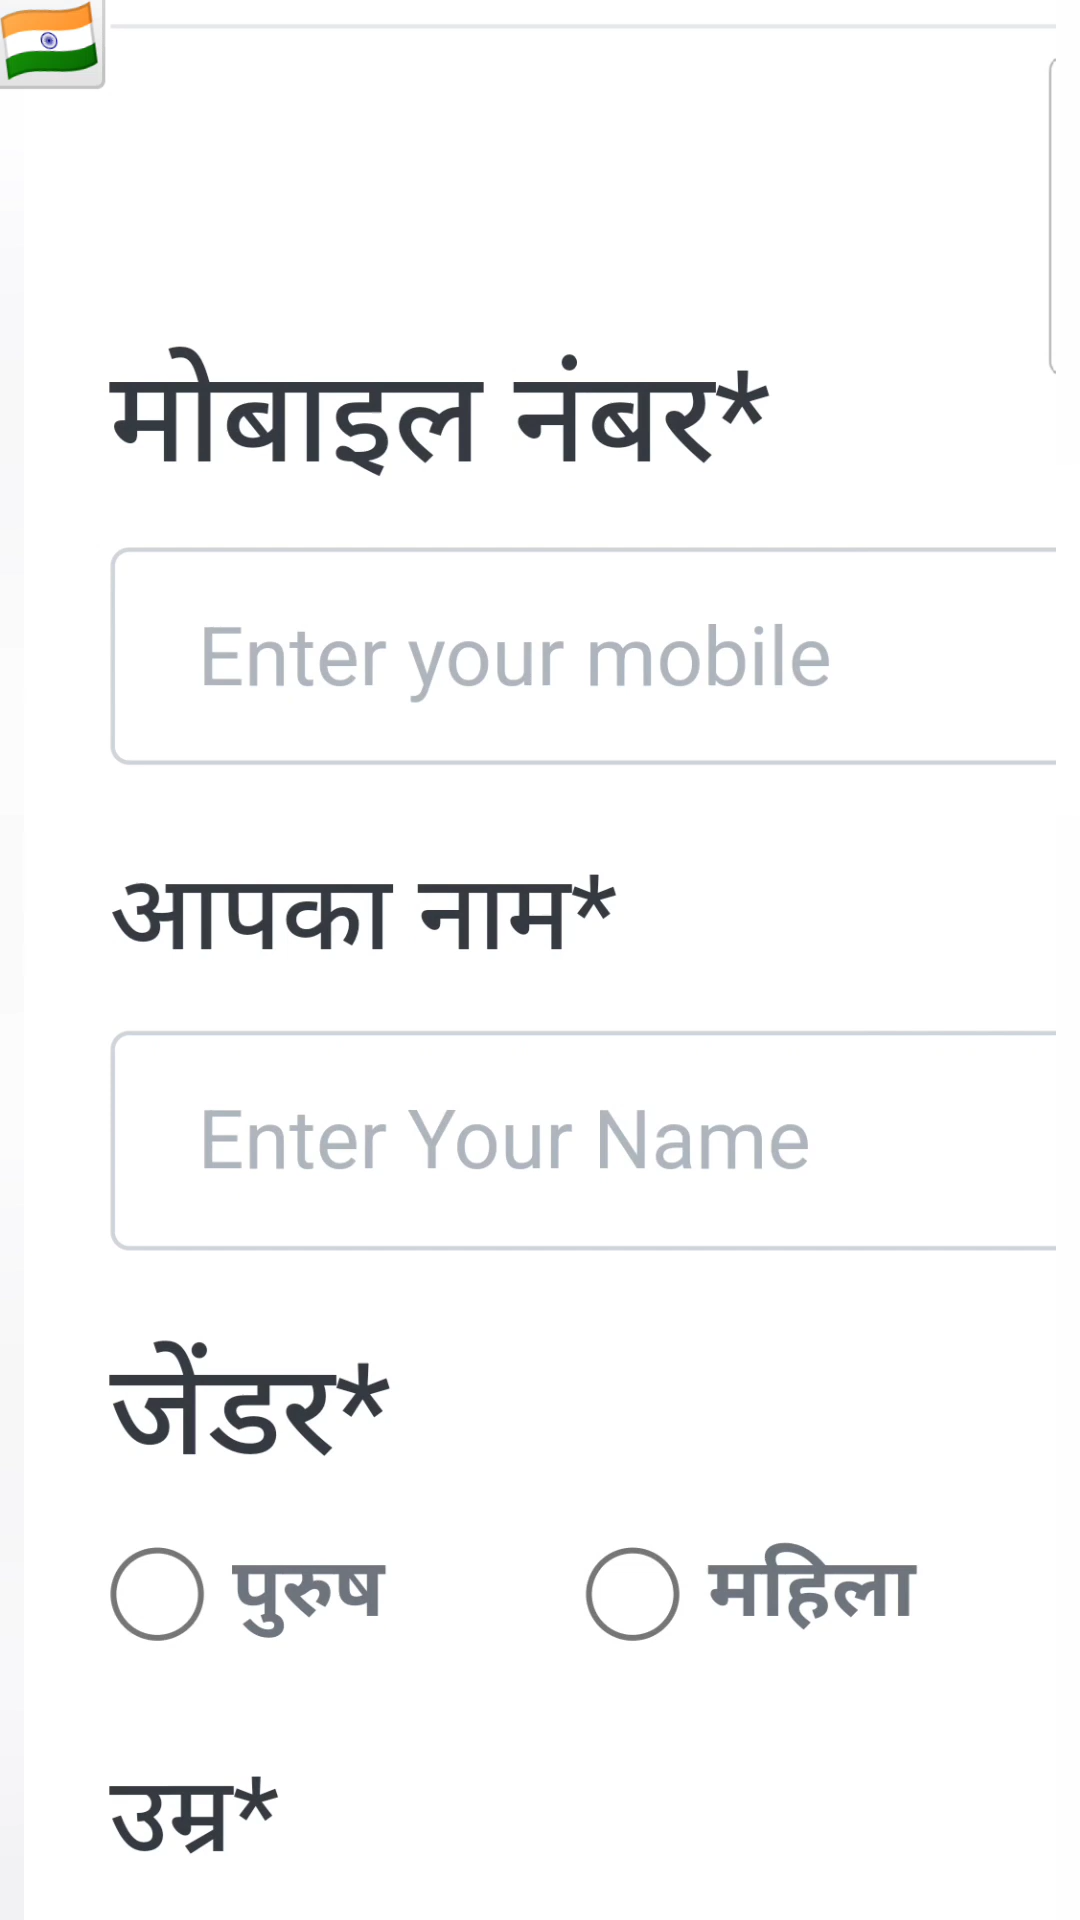 मोबाइल नंबर*
Enter your mobile
आपका नाम*
Enter Your Name
जेंडर*
पुरुष महिला
उम्र*